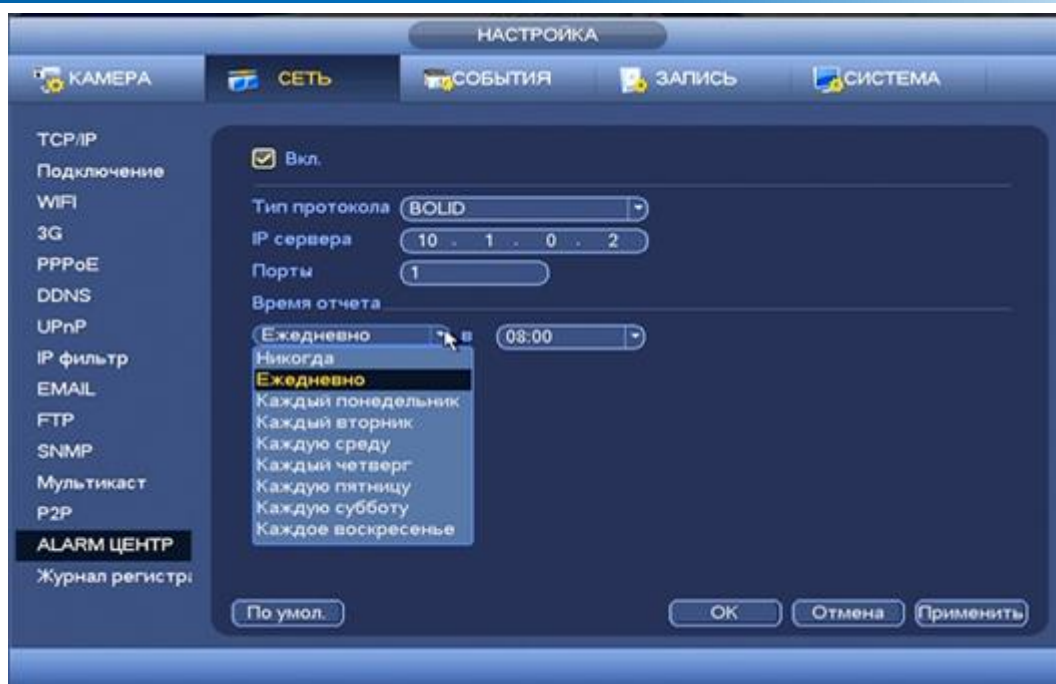 НАСТРОЙКА
КАМЕРА СЕТЬ СОБЫТИЯ ЗАПИСЬ СИСТЕМА
TCP/IP
Подключение
WIFI
3G
PPPoE
DDNS
UPnP
IP фильтр
EMAIL
FTP
SNMP
Мультикаст
P2P
ALARM ЦЕНТР
Журнал регистра
Вкл.
Тип протокола BOLID
IP сервера 10 . 1 . 0 . 2
Порты 1
Время отчета
Ежедневно в 08:00
Никогда
Ежедневно
Каждый понедельник
Каждый вторник
Каждую среду
Каждый четверг
Каждую пятницу
Каждую субботу
Каждое воскресенье
По умол. OK Отмена Применить